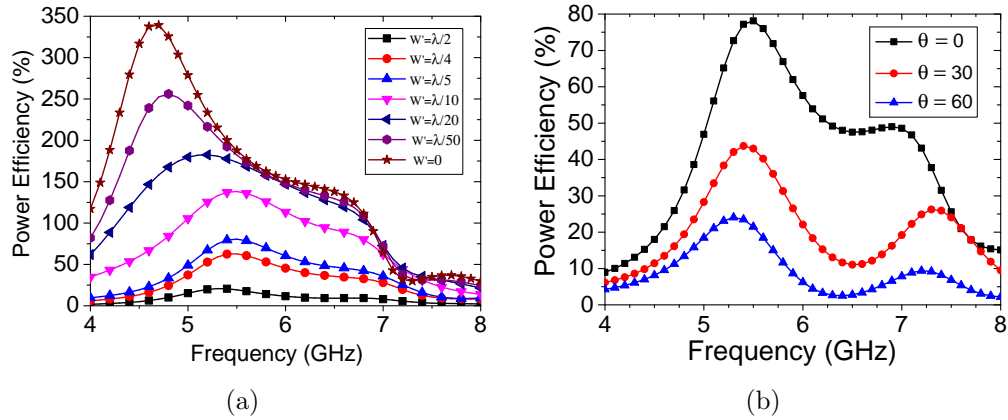 Power Efficiency (%)
350
300
250
200
150
100
50
0
4
5
6
7
8
Frequency (GHz)
W'=λ/2
W'=λ/4
W'=λ/5
W'=λ/10
W'=λ/20
W'=λ/50
W'=0
(a)
Power Efficiency (%)
80
70
60
50
40
30
20
10
0
4
5
6
7
8
Frequency (GHz)
θ = 0
θ = 30
θ = 60
(b)